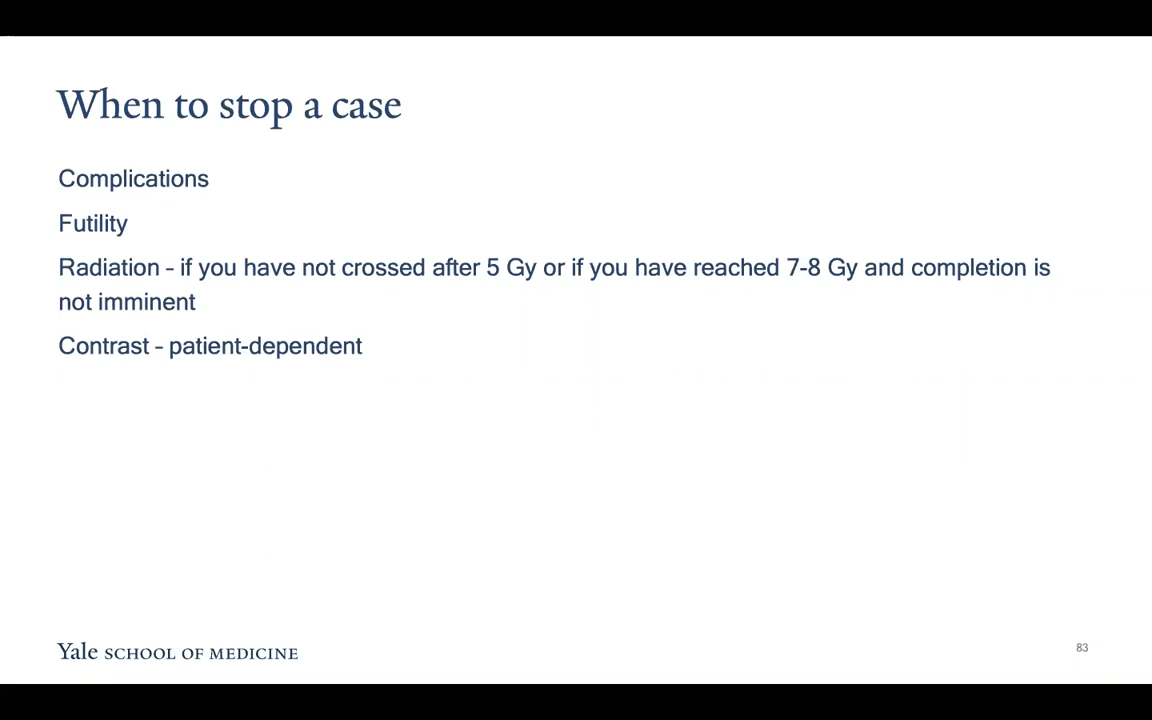 When to stop a case
Complications
Futility
Radiation - if you have not crossed after 5 Gy or if you have reached 7-8 Gy and completion is
not imminent
Contrast - patient-dependent
Yale SCHOOL OF MEDICINE
83